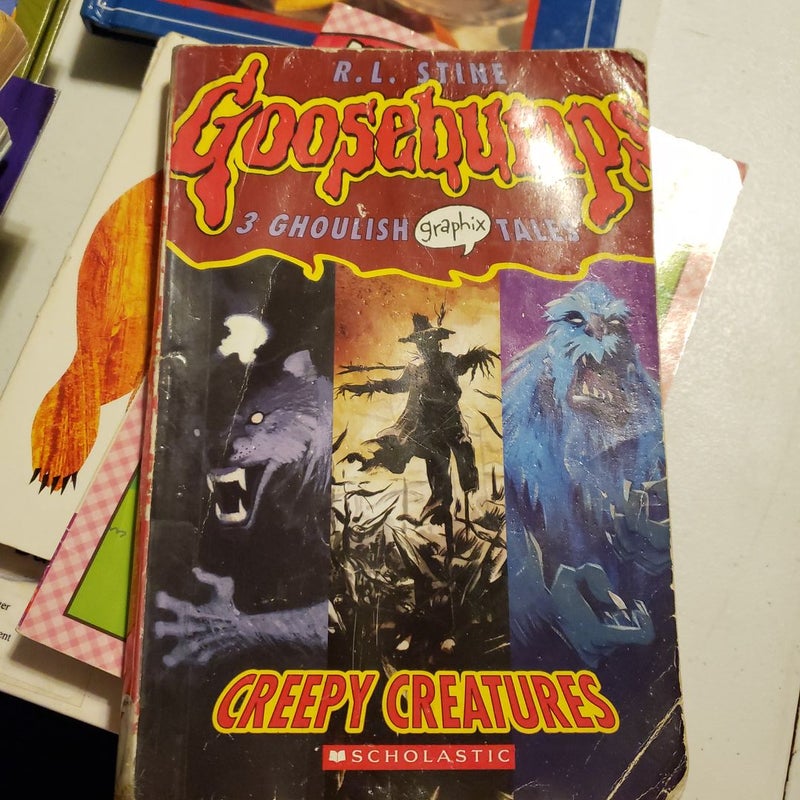 R.L. STINE
Goosebumps
3 GHOULISH graphix TALES
CREEPY CREATURES
SCHOLASTIC